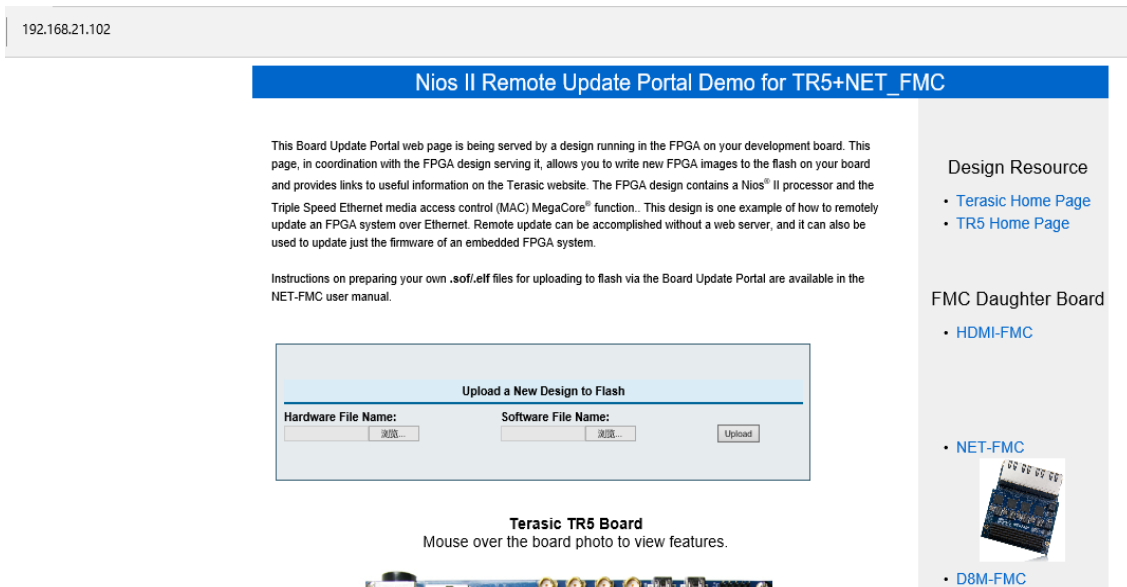 192.168.21.102
Nios II Remote Update Portal Demo for TR5+NET_FMC
This Board Update Portal web page is being served by a design running in the FPGA on your development board. This
page, in coordination with the FPGA design serving it, allows you to write new FPGA images to the flash on your board
and provides links to useful information on the Terasic website. The FPGA design contains a Nios® II processor and the
Triple Speed Ethernet media access control (MAC) MegaCore® function.. This design is one example of how to remotely
update an FPGA system over Ethernet. Remote update can be accomplished without a web server, and it can also be
used to update just the firmware of an embedded FPGA system.
Instructions on preparing your own .sof/.elf files for uploading to flash via the Board Update Portal are available in the
NET-FMC user manual.
Upload a New Design to Flash
Hardware File Name:
浏览...
Software File Name:
浏览...
Upload
Terasic TR5 Board
Mouse over the board photo to view features.
Design Resource
• Terasic Home Page
• TR5 Home Page
FMC Daughter Board
• HDMI-FMC
• NET-FMC
• D8M-FMC